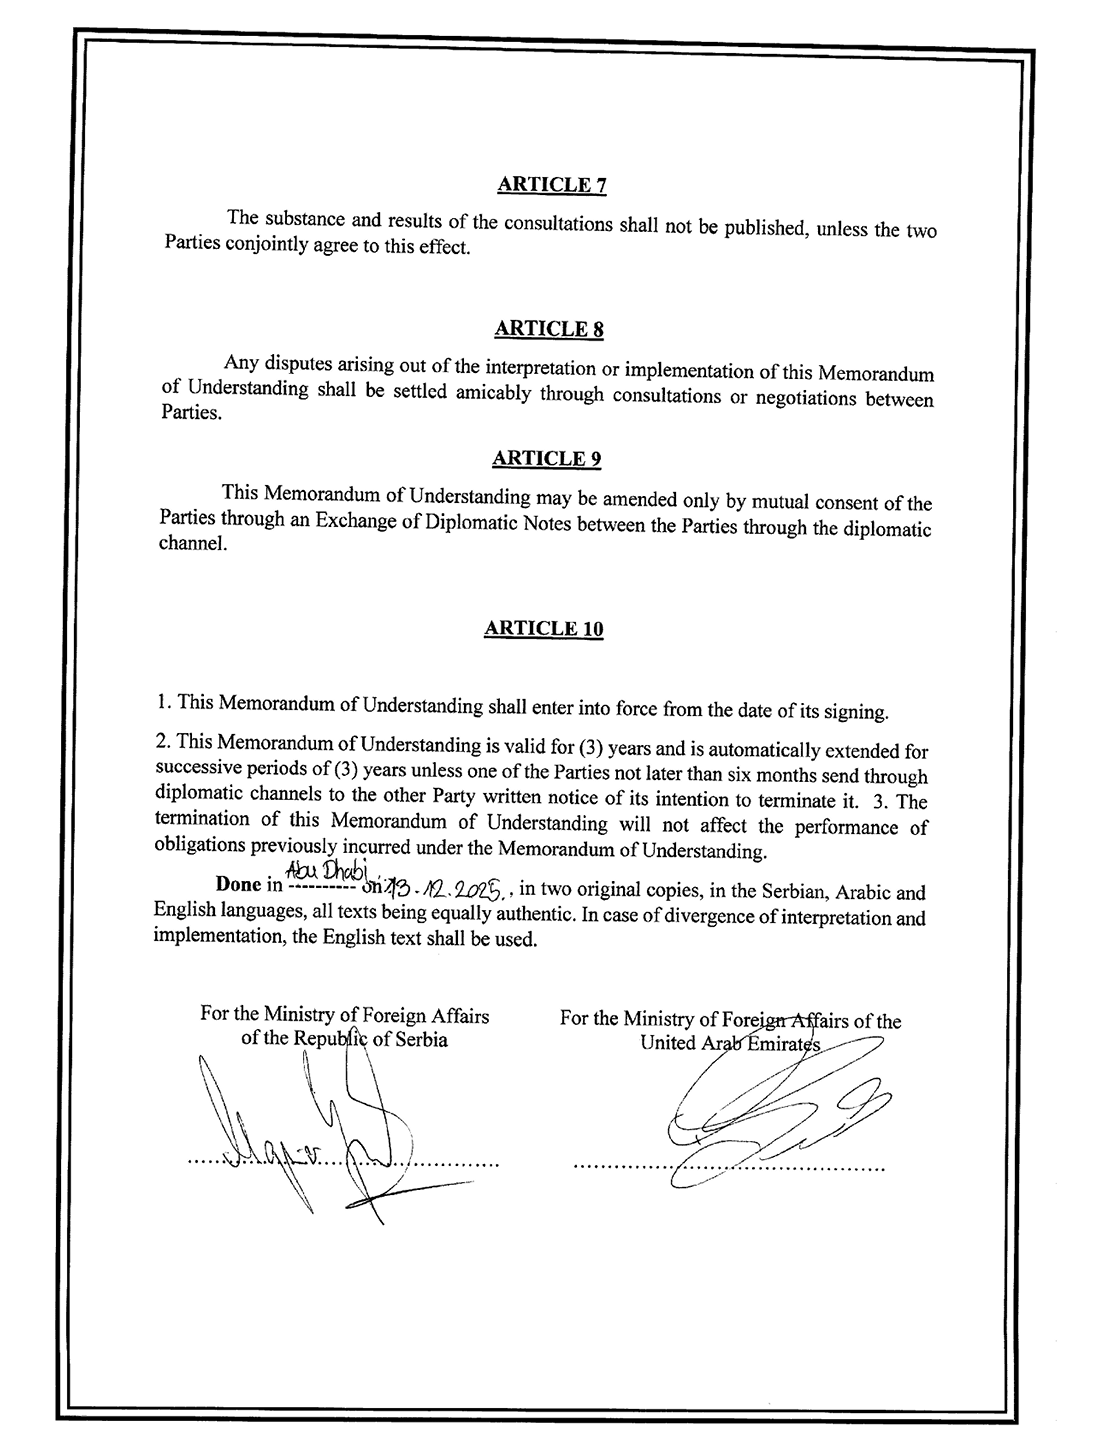 ARTICLE 7
The substance and results of the consultations shall not be published, unless the two
Parties conjointly agree to this effect.
ARTICLE 8
Any disputes arising out of the interpretation or implementation of this Memorandum
of Understanding shall be settled amicably through consultations or negotiations between
Parties.
ARTICLE 9
This Memorandum of Understanding may be amended only by mutual consent of the
Parties through an Exchange of Diplomatic Notes between the Parties through the diplomatic
channel.
ARTICLE 10
1. This Memorandum of Understanding shall enter into force from the date of its signing.
2. This Memorandum of Understanding is valid for (3) years and is automatically extended for
successive periods of (3) years unless one of the Parties not later than six months send through
diplomatic channels to the other Party written notice of its intention to terminate it. 3. The
termination of this Memorandum of Understanding will not affect the performance of
obligations previously incurred under the Memorandum of Understanding.
Done in Abu Dhabi on 13.12.2025., in two original copies, in the Serbian, Arabic and
English languages, all texts being equally authentic. In case of divergence of interpretation and
implementation, the English text shall be used.
For the Ministry of Foreign Affairs
of the Republic of Serbia
For the Ministry of Foreign Affairs of the
United Arab Emirates